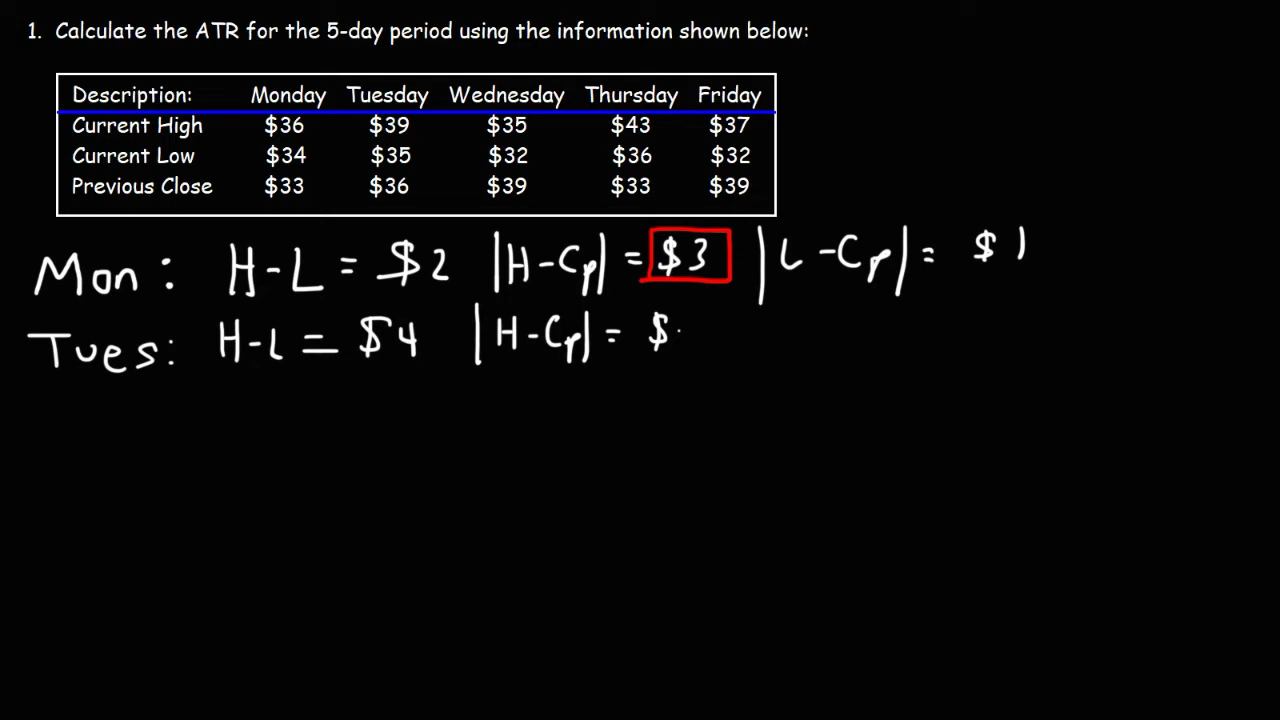 1. Calculate the ATR for the 5-day period using the information shown below:
Description: Monday Tuesday Wednesday Thursday Friday
Current High $36 $39 $35 $43 $37
Current Low $34 $35 $32 $36 $32
Previous Close $33 $36 $39 $33 $39
Mon: H-L = $2 |H-Cp| = $3 |L-Cp| = $1
Tues: H-L = $4 |H-Cp| = $